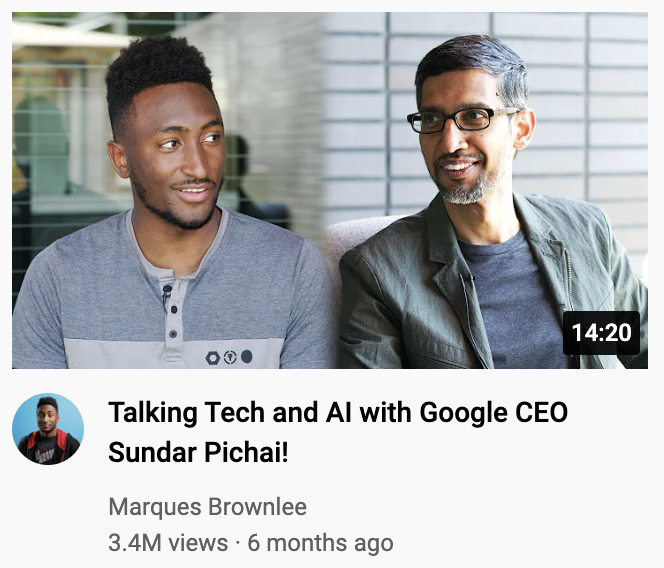 14:20
Talking Tech and AI with Google CEO
Sundar Pichai!
Marques Brownlee
3.4M views · 6 months ago